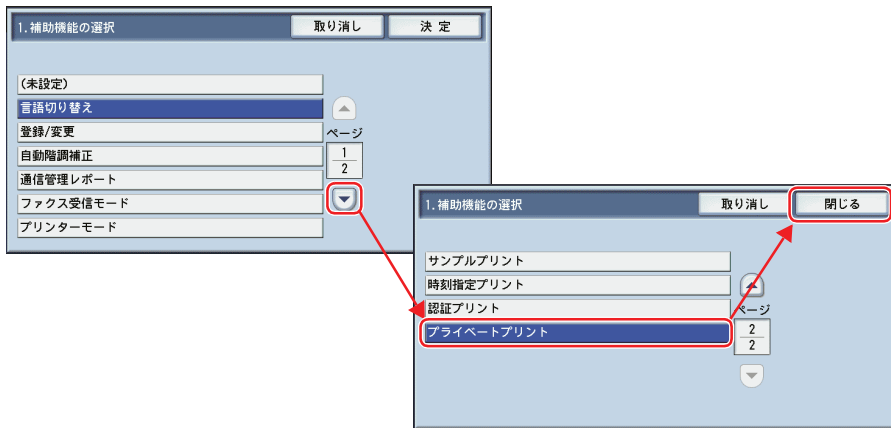 1.補助機能の選択 取り消し 決 定
(未設定)
言語切り替え
登録/変更
自動階調補正
通信管理レポート
ファクス受信モード
プリンターモード
ページ
1
2
1.補助機能の選択 取り消し 閉じる
サンプルプリント
時刻指定プリント
認証プリント
プライベートプリント
ページ
2
2